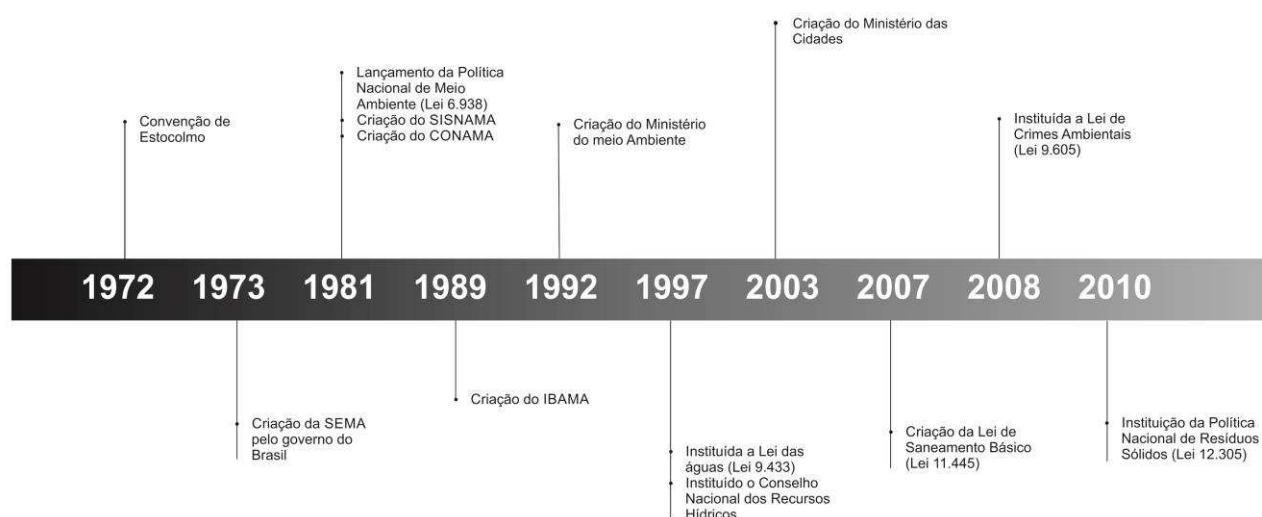 Criação do Ministério das
Cidades
Lançamento da Política
Nacional de Meio
Ambiente (Lei 6.938)
Criação do SISNAMA
Criação do CONAMA
Convenção de
Estocolmo
Criação do Ministério
do meio Ambiente
Instituída a Lei de
Crimes Ambientais
(Lei 9.605)
1972 1973 1981 1989 1992 1997 2003 2007 2008 2010
Criação da SEMA
pelo governo do
Brasil
Criação do IBAMA
Instituída a Lei das
águas (Lei 9.433)
Instituído o Conselho
Nacional dos Recursos
Hídricos
Criação da Lei de
Saneamento Básico
(Lei 11.445)
Instituição da Política
Nacional de Resíduos
Sólidos (Lei 12.305)